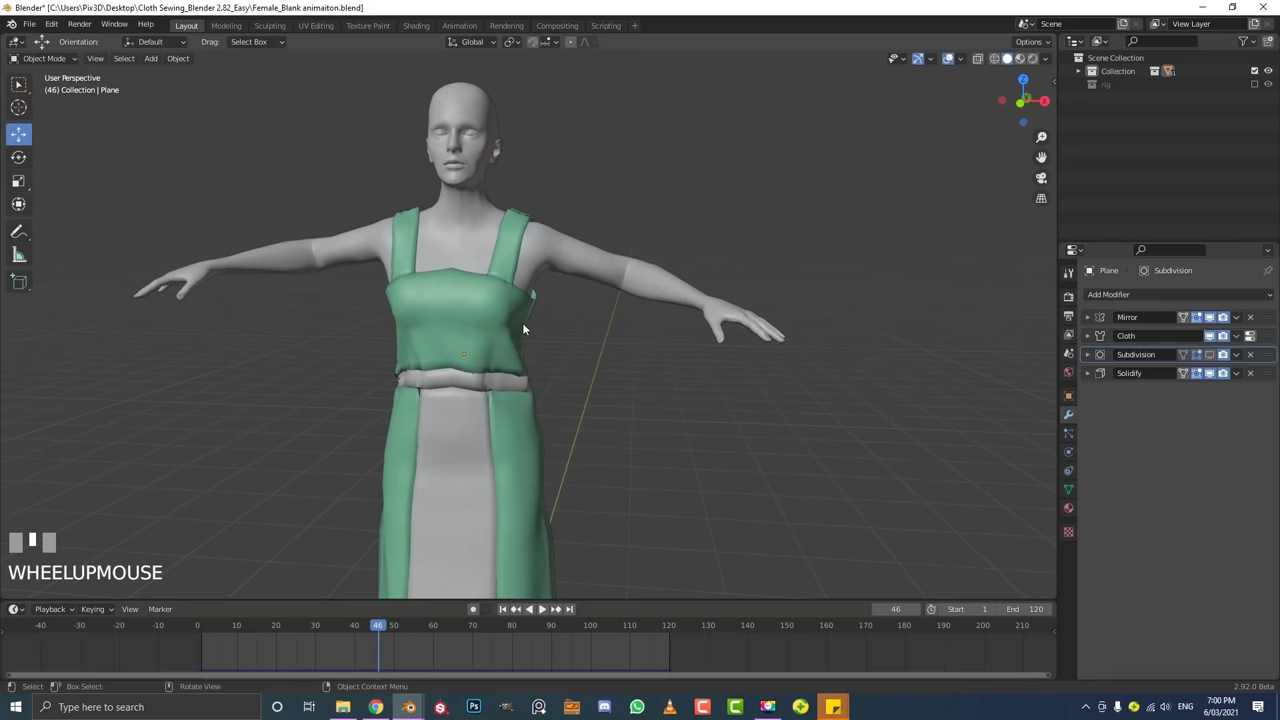 Blender* [C:\Users\Pix3D\Desktop\Cloth Sewing_Blender 2.82_Easy\Female_Blank animaiton.blend]
File Edit Render Window Help Layout Modeling Sculpting UV Editing Texture Paint Shading Animation Rendering Compositing Scripting + Scene View Layer
Orientation: Default Drag: Select Box Global Options
Object Mode View Select Add Object
User Perspective
(46) Collection | Plane
Z
X
Y
Scene Collection
Collection 1
rig
Plane Subdivision
Add Modifier
Mirror
Cloth
Subdivision
Solidify
WHEELUPMOUSE
Playback Keying View Marker 46 Start 1 End 120
-40 -30 -20 -10 0 10 20 30 40 46 50 60 70 80 90 100 110 120 130 140 150 160 170 180 190 200 210
Select Box Select Rotate View Object Context Menu 2.92.0 Beta
Type here to search
7:00 PM
6/03/2021